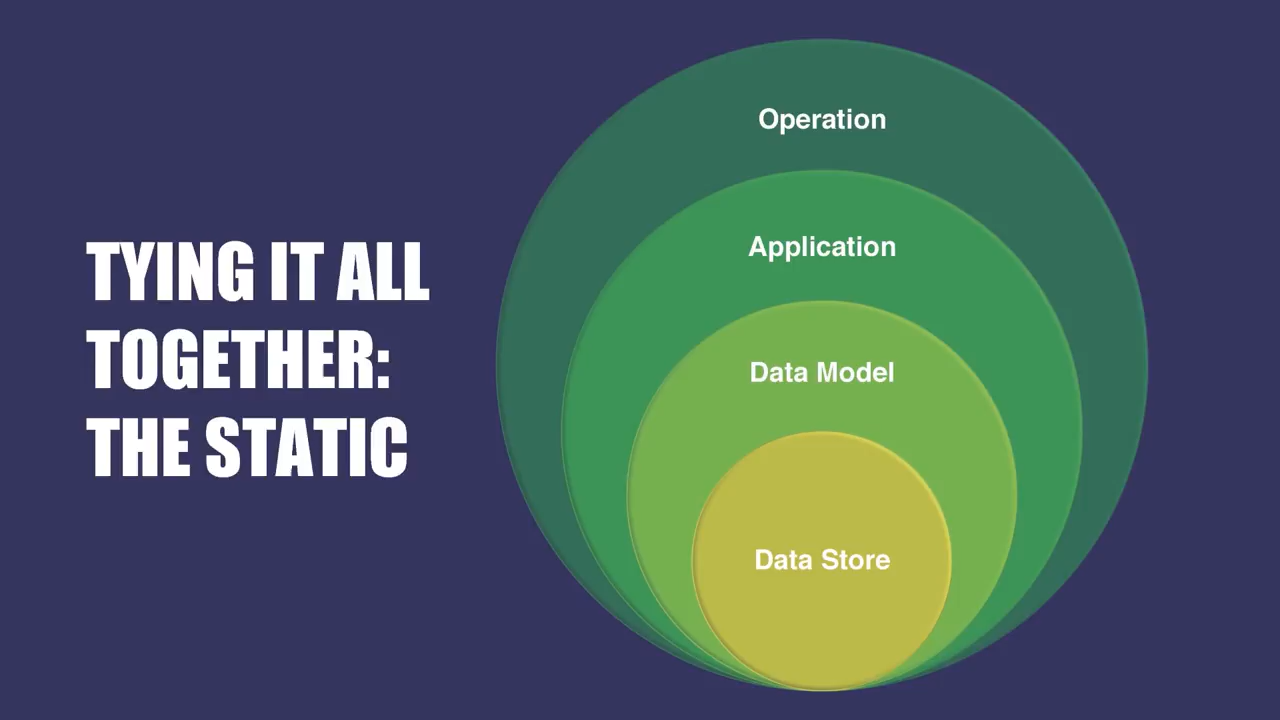 TYING IT ALL
TOGETHER:
THE STATIC
Operation
Application
Data Model
Data Store